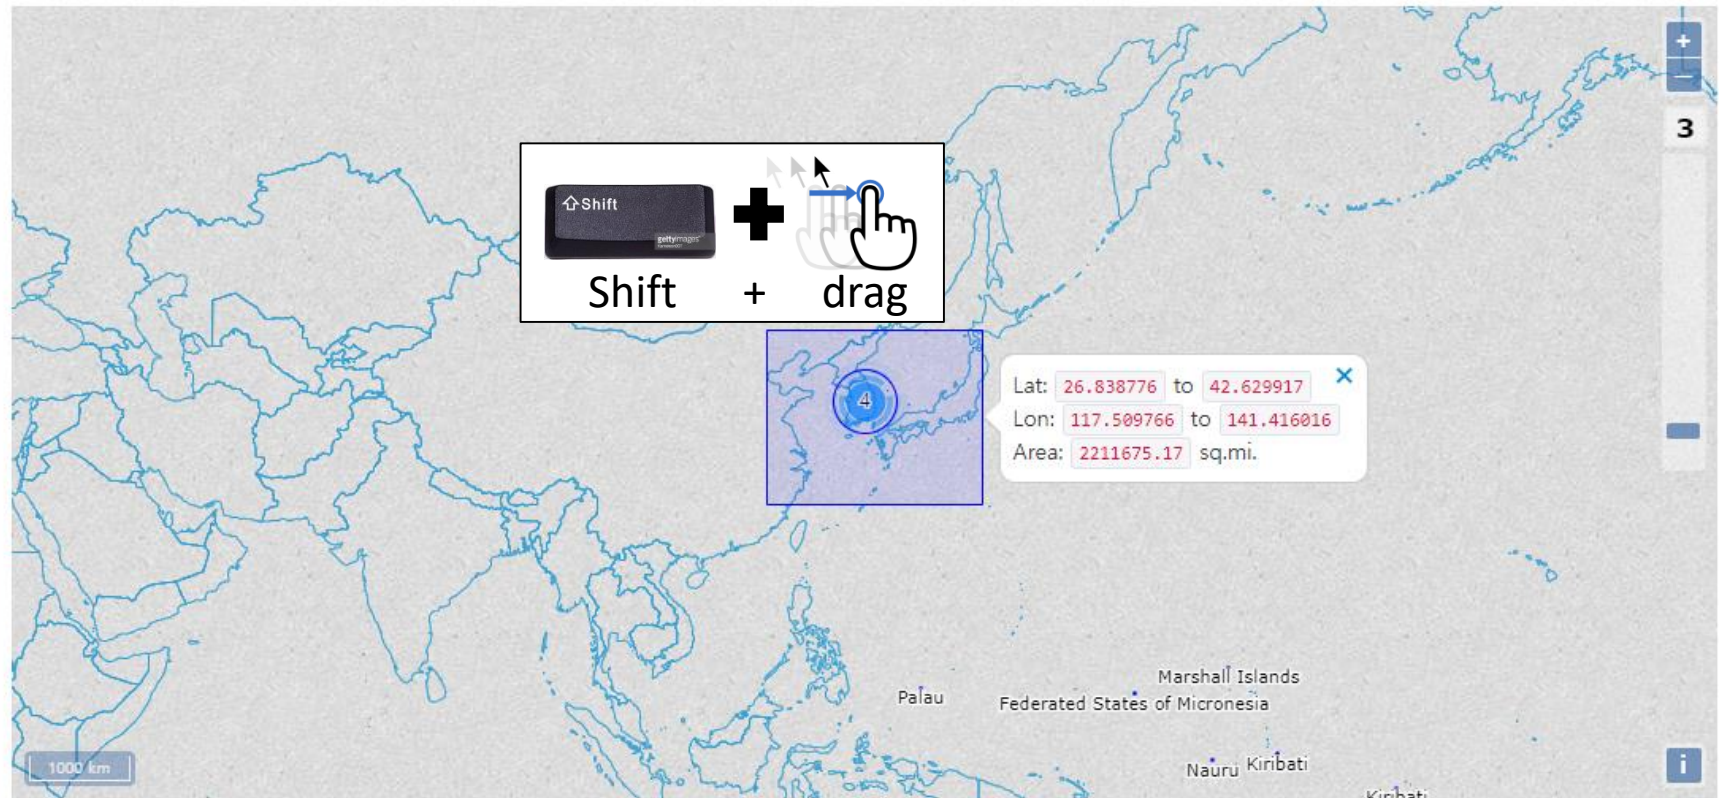 +
−
3
Shift
gettyimages
Shift + drag
4
Lat: 26.838776 to 42.629917
Lon: 117.509766 to 141.416016
Area: 2211675.17 sq.mi.
Marshall Islands
Palau
Federated States of Micronesia
Nauru
Kiribati
1000 km
i
Kiribati